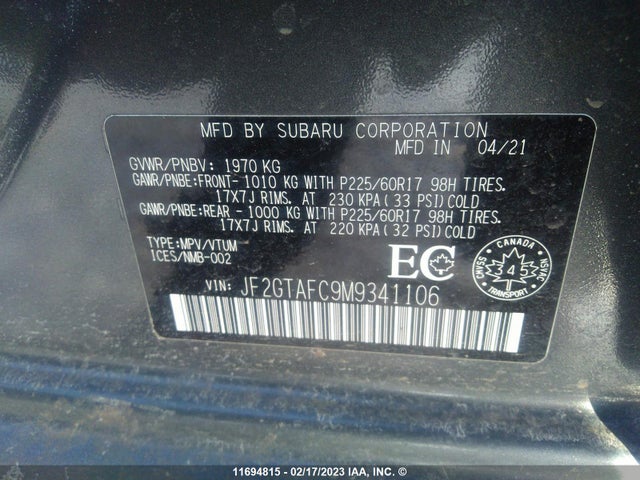 MFD BY SUBARU CORPORATION
MFD IN 04/21
GVWR/PNBV: 1970 KG
GAWR/PNBE:FRONT- 1010 KG WITH P225/60R17 98H TIRES.
17X7J RIMS. AT 230 KPA( 33 PSI)COLD
GAWR/PNBE:REAR - 1000 KG WITH P225/60R17 98H TIRES.
17X7J RIMS. AT 220 KPA( 32 PSI)COLD
TYPE:MPV/VTUM
ICES/NMB-002
EC
CANADA
CMVSS 345 NSVAC
VIN: JF2GTAFC9M9341106
11694815 - 02/17/2023 IAA, Inc. ©